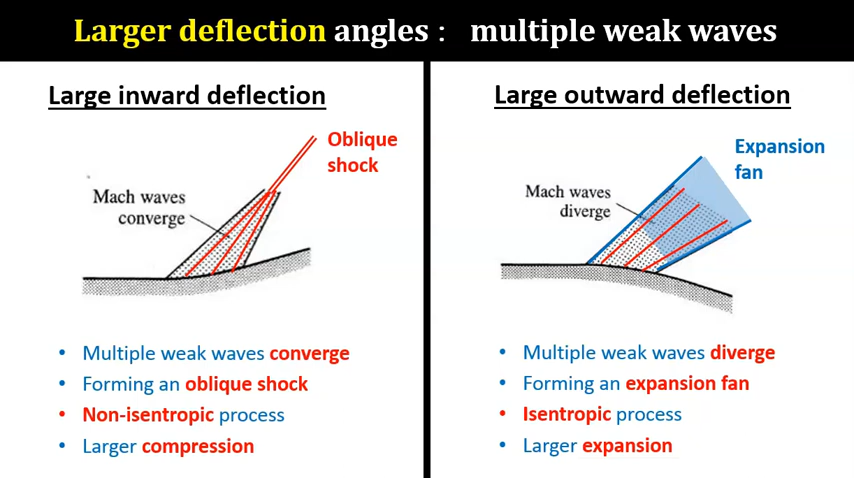 Larger deflection angles : multiple weak waves
Large inward deflection
Oblique
shock
Mach waves
converge
• Multiple weak waves converge
• Forming an oblique shock
• Non-isentropic process
• Larger compression
Large outward deflection
Expansion
fan
Mach waves
diverge
• Multiple weak waves diverge
• Forming an expansion fan
• Isentropic process
• Larger expansion